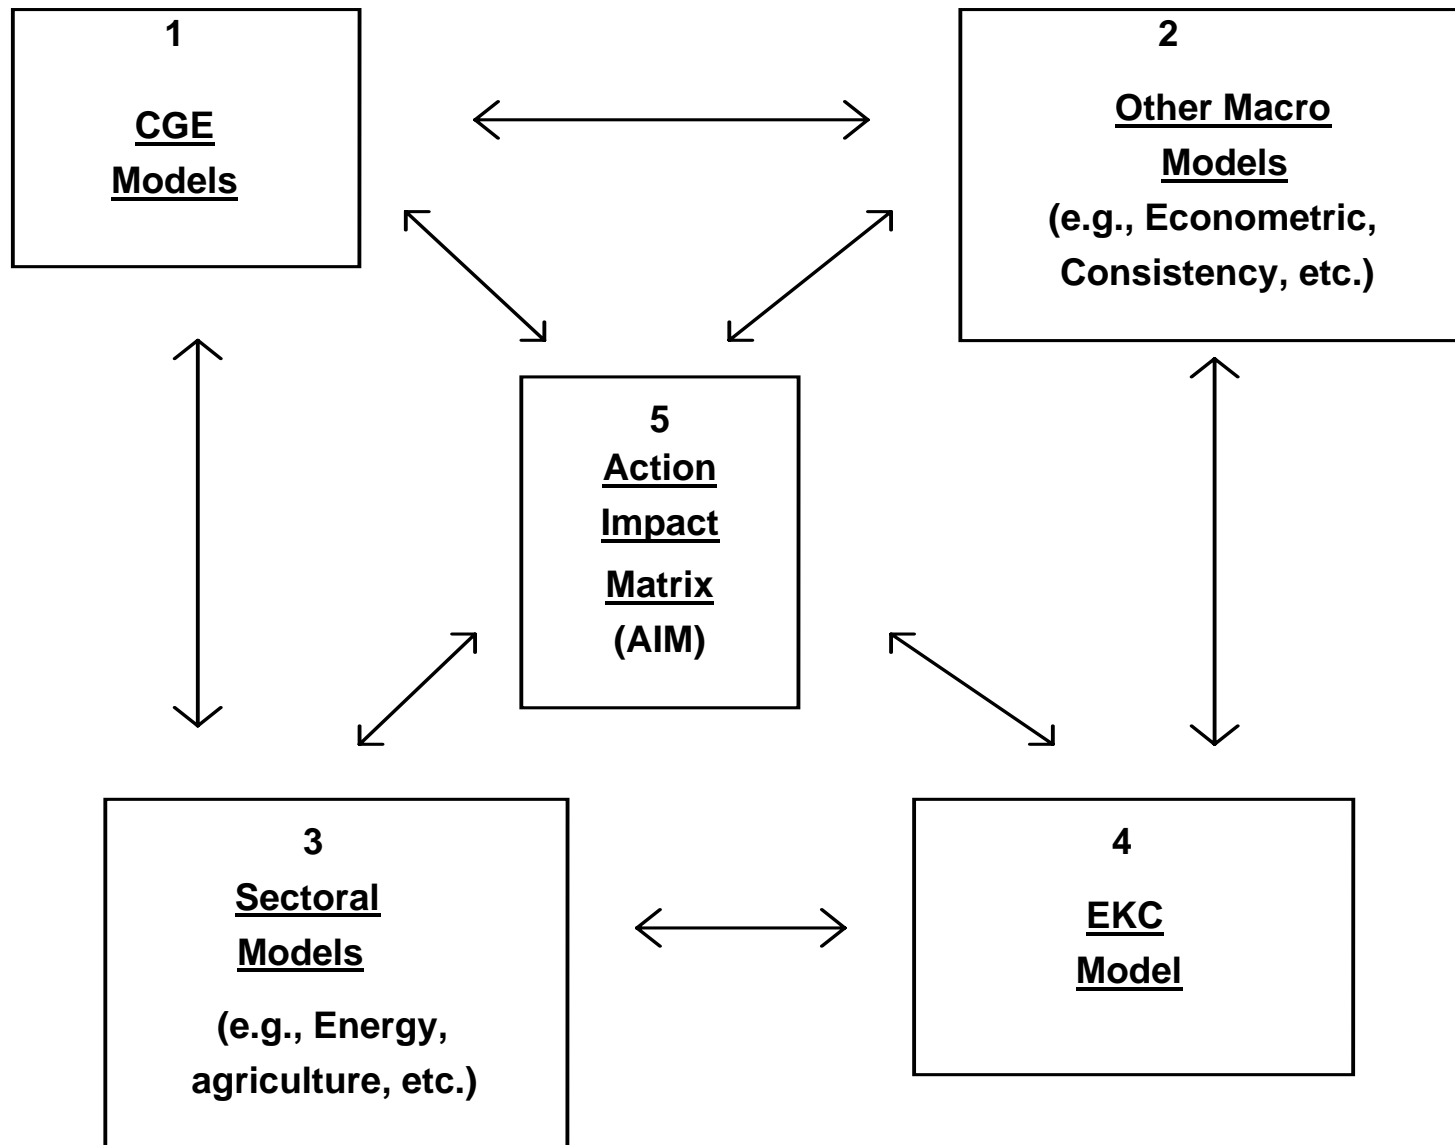 1
CGE
Models
2
Other Macro
Models
(e.g., Econometric,
Consistency, etc.)
5
Action
Impact
Matrix
(AIM)
3
Sectoral
Models
(e.g., Energy,
agriculture, etc.)
4
EKC
Model